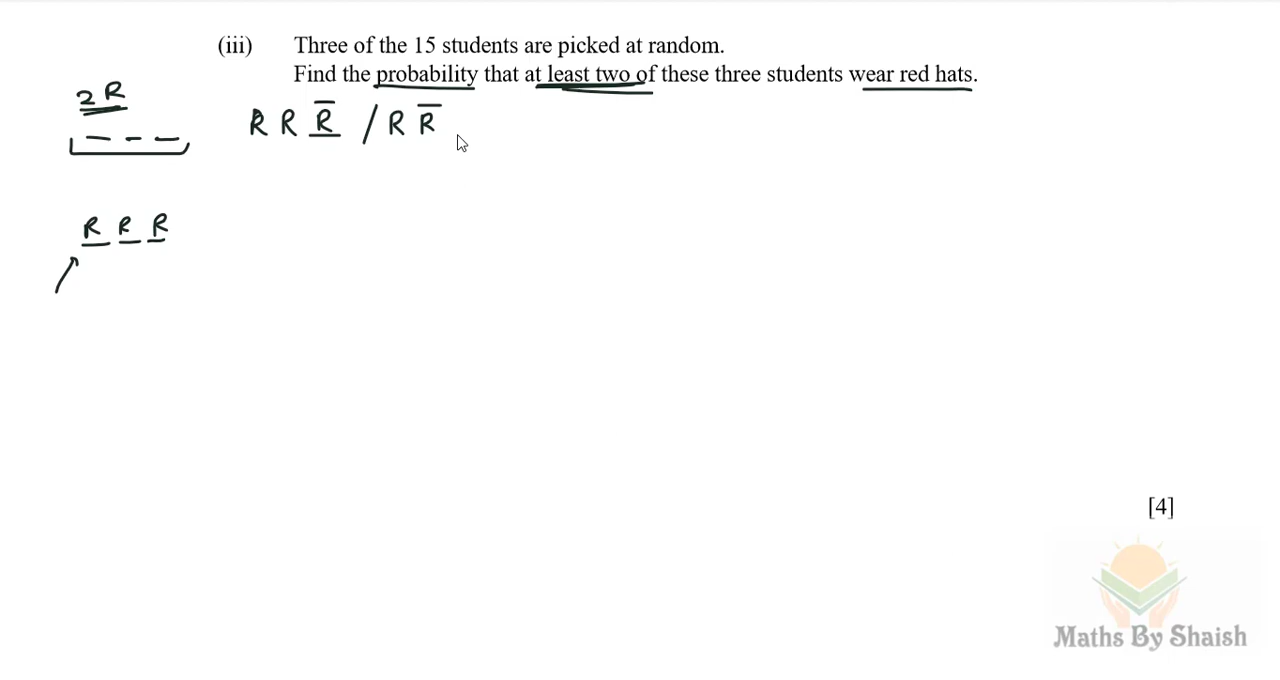 (iii) Three of the 15 students are picked at random.
Find the probability that at least two of these three students wear red hats.
2R
R R R̅ / R R̅
R R R
[4]
Maths By Shaish